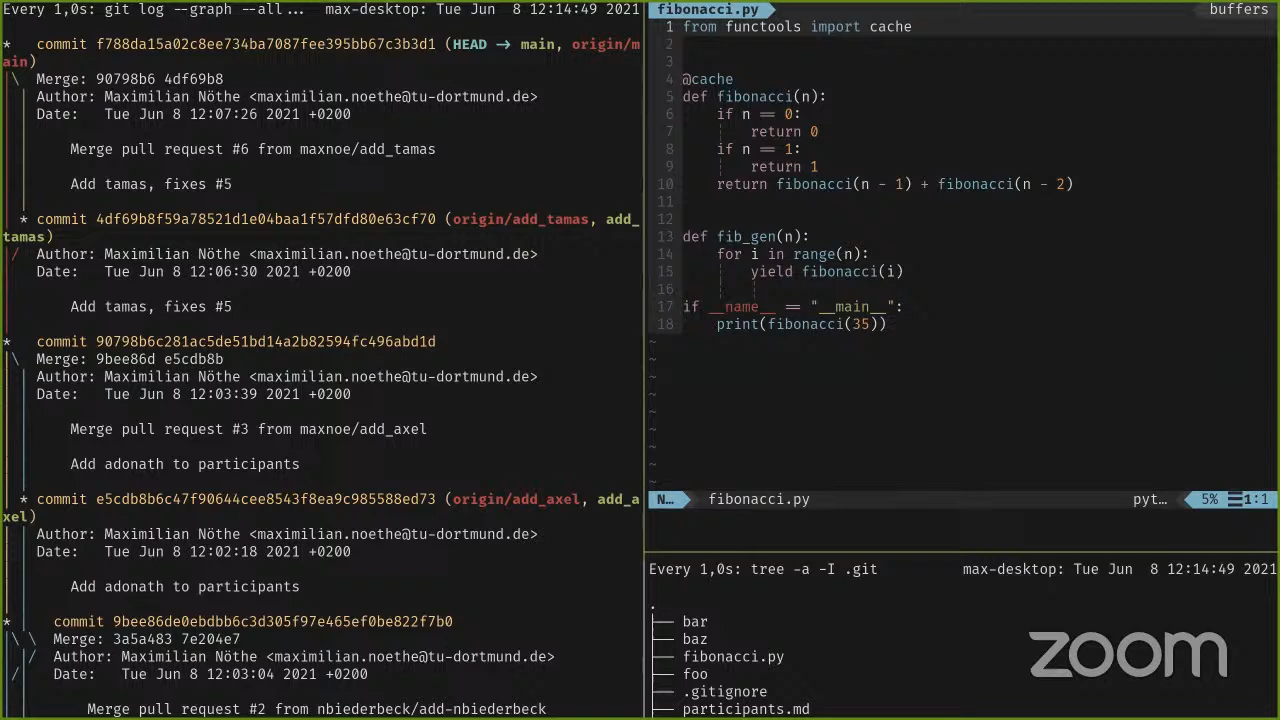 Every 1,0s: git log --graph --all... max-desktop: Tue Jun 8 12:14:49 2021
* commit f788da15a02c8ee734ba7087fee395bb67c3b3d1 (HEAD → main, origin/m
ain)
|\ Merge: 90798b6 4df69b8
| | Author: Maximilian Nöthe <maximilian.noethe@tu-dortmund.de>
| | Date: Tue Jun 8 12:07:26 2021 +0200
| | Merge pull request #6 from maxnoe/add_tamas
| | Add tamas, fixes #5
| * commit 4df69b8f59a78521d1e04baa1f57dfd80e63cf70 (origin/add_tamas, add_
tamas)
|/ Author: Maximilian Nöthe <maximilian.noethe@tu-dortmund.de>
| Date: Tue Jun 8 12:06:30 2021 +0200
| Add tamas, fixes #5
* commit 90798b6c281ac5de51bd14a2b82594fc496abd1d
|\ Merge: 9bee86d e5cdb8b
| | Author: Maximilian Nöthe <maximilian.noethe@tu-dortmund.de>
| | Date: Tue Jun 8 12:03:39 2021 +0200
| | Merge pull request #3 from maxnoe/add_axel
| | Add adonath to participants
| * commit e5cdb8b6c47f90644cee8543f8ea9c985588ed73 (origin/add_axel, add_a
xel)
| | Author: Maximilian Nöthe <maximilian.noethe@tu-dortmund.de>
| | Date: Tue Jun 8 12:02:18 2021 +0200
| | Add adonath to participants
* | commit 9bee86de0ebdbb6c3d305f97e465ef0be822f7b0
|\ \ Merge: 3a5a483 7e204e7
| |/ Author: Maximilian Nöthe <maximilian.noethe@tu-dortmund.de>
|/| Date: Tue Jun 8 12:03:04 2021 +0200
| | Merge pull request #2 from nbiederbeck/add-nbiederbeck
fibonacci.py buffers
1 from functools import cache
2
3
4 @cache
5 def fibonacci(n):
6 if n == 0:
7 return 0
8 if n == 1:
9 return 1
10 return fibonacci(n - 1) + fibonacci(n - 2)
11
12
13 def fib_gen(n):
14 for i in range(n):
15 yield fibonacci(i)
16
17 if __name__ == "__main__":
18 print(fibonacci(35))
~
~
~
~
~
~
~
~
~
N… fibonacci.py pyt… 5% ☰1:1
Every 1,0s: tree -a -I .git max-desktop: Tue Jun 8 12:14:49 2021
.
├── bar
├── baz
├── fibonacci.py
├── foo
├── .gitignore
├── participants.md
zoom